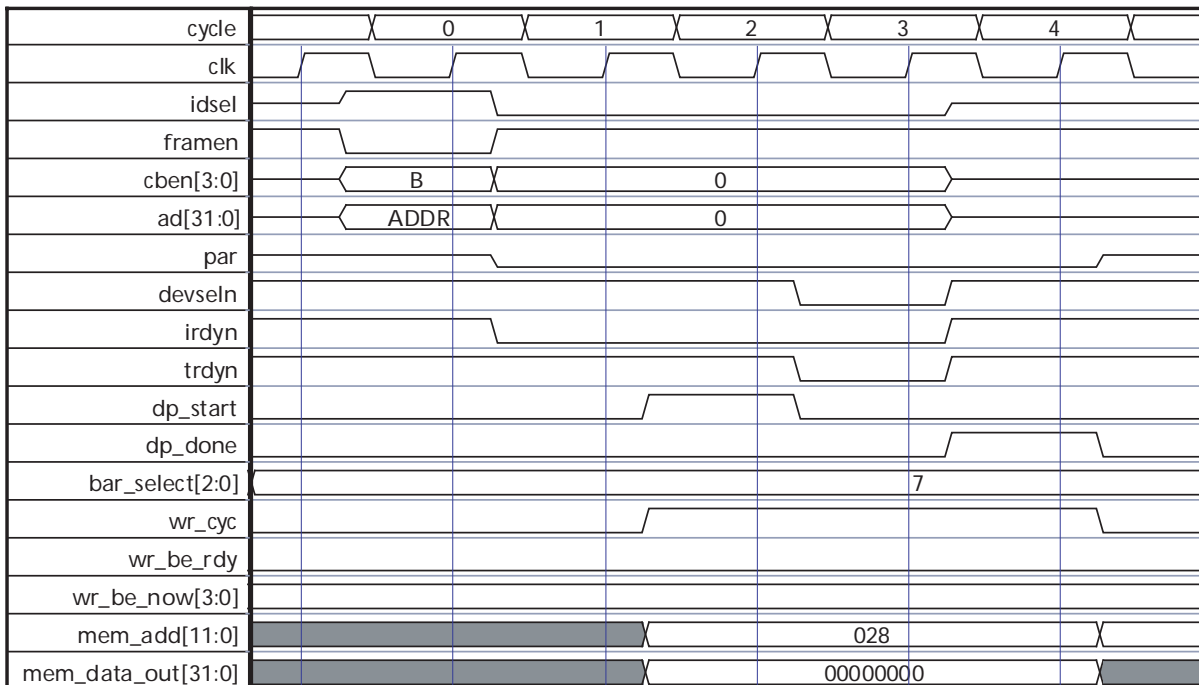 cycle 0 1 2 3 4
clk
idsel
framen
cben[3:0] B 0
ad[31:0] ADDR 0
par
devseln
irdyn
trdyn
dp_start
dp_done
bar_select[2:0] 7
wr_cyc
wr_be_rdy
wr_be_now[3:0]
mem_add[11:0] 028
mem_data_out[31:0] 00000000